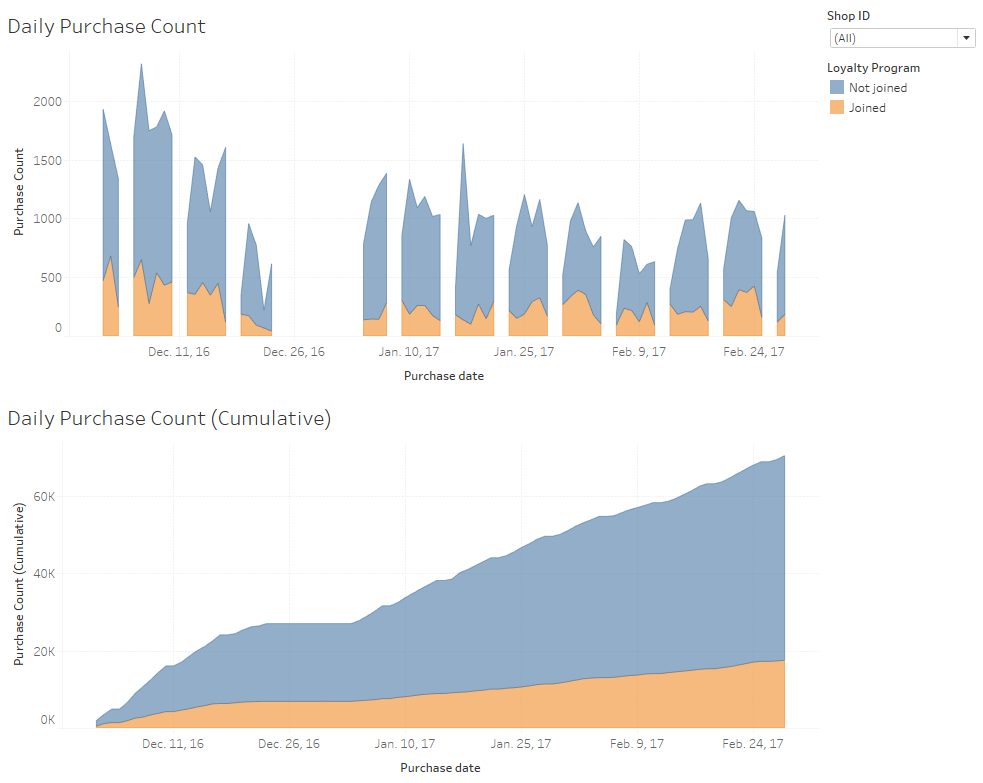 Daily Purchase Count
Shop ID
(All)
Loyalty Program
Not joined
Joined
Purchase Count
2000
1500
1000
500
0
Dec. 11, 16
Dec. 26, 16
Jan. 10, 17
Jan. 25, 17
Feb. 9, 17
Feb. 24, 17
Purchase date
Daily Purchase Count (Cumulative)
Purchase Count (Cumulative)
60K
40K
20K
0K
Dec. 11, 16
Dec. 26, 16
Jan. 10, 17
Jan. 25, 17
Feb. 9, 17
Feb. 24, 17
Purchase date